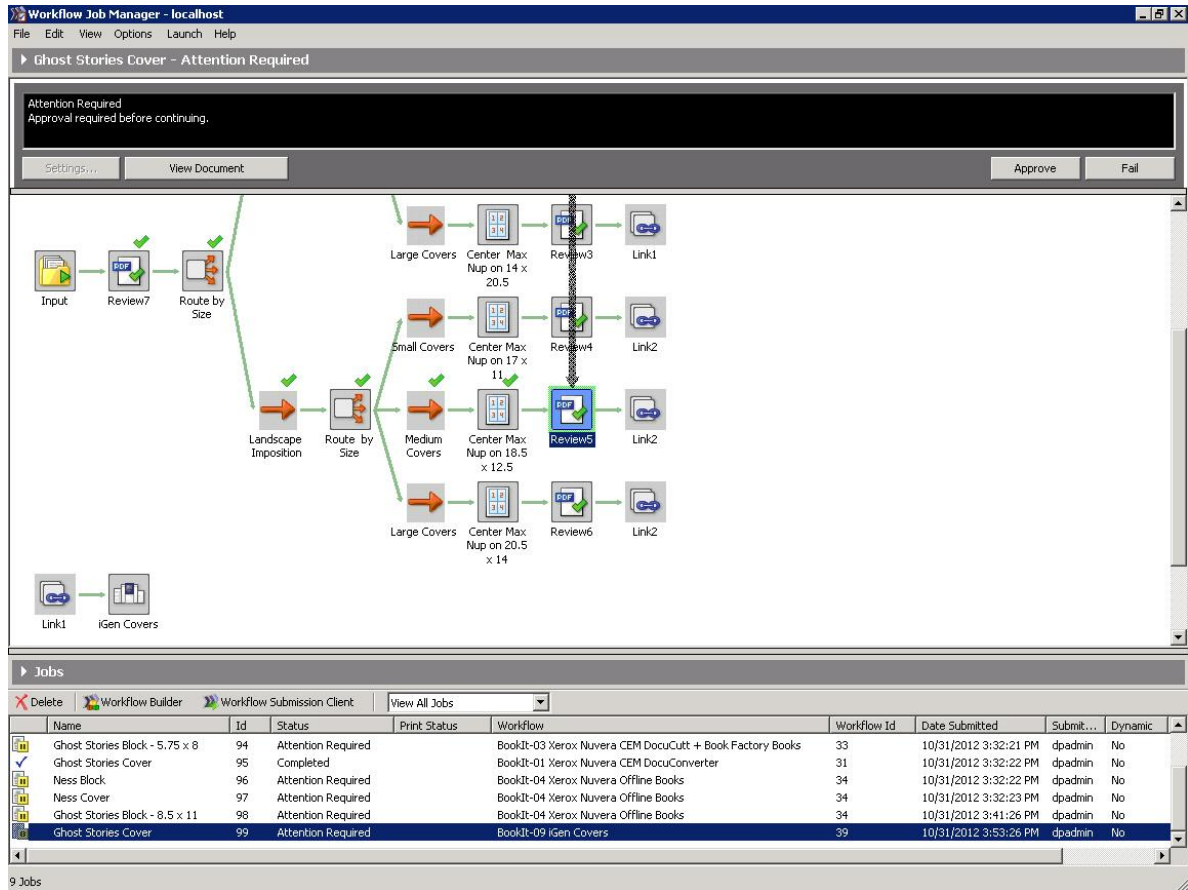 Workflow Job Manager - localhost
File Edit View Options Launch Help
Ghost Stories Cover - Attention Required
Attention Required
Approval required before continuing.
Settings... View Document Approve Fail
Large Covers Center Max Nup on 14 x 20.5 Review3 Link1
Input Review7 Route by Size
Small Covers Center Max Nup on 17 x 11 Review4 Link2
Landscape Imposition Route by Size Medium Covers Center Max Nup on 18.5 x 12.5 Review5 Link2
Large Covers Center Max Nup on 20.5 x 14 Review6 Link2
Link1 iGen Covers
Jobs
Delete Workflow Builder Workflow Submission Client View All Jobs
Name Id Status Print Status Workflow Workflow Id Date Submitted Submit... Dynamic
Ghost Stories Block - 5.75 x 8 94 Attention Required BookIt-03 Xerox Nuvera CEM DocuCutt + Book Factory Books 33 10/31/2012 3:32:21 PM dpadmin No
Ghost Stories Cover 95 Completed BookIt-01 Xerox Nuvera CEM DocuConverter 31 10/31/2012 3:32:22 PM dpadmin No
Ness Block 96 Attention Required BookIt-04 Xerox Nuvera Offline Books 34 10/31/2012 3:32:22 PM dpadmin No
Ness Cover 97 Attention Required BookIt-04 Xerox Nuvera Offline Books 34 10/31/2012 3:32:23 PM dpadmin No
Ghost Stories Block - 8.5 x 11 98 Attention Required BookIt-04 Xerox Nuvera Offline Books 34 10/31/2012 3:41:26 PM dpadmin No
Ghost Stories Cover 99 Attention Required BookIt-09 iGen Covers 39 10/31/2012 3:53:26 PM dpadmin No
9 Jobs